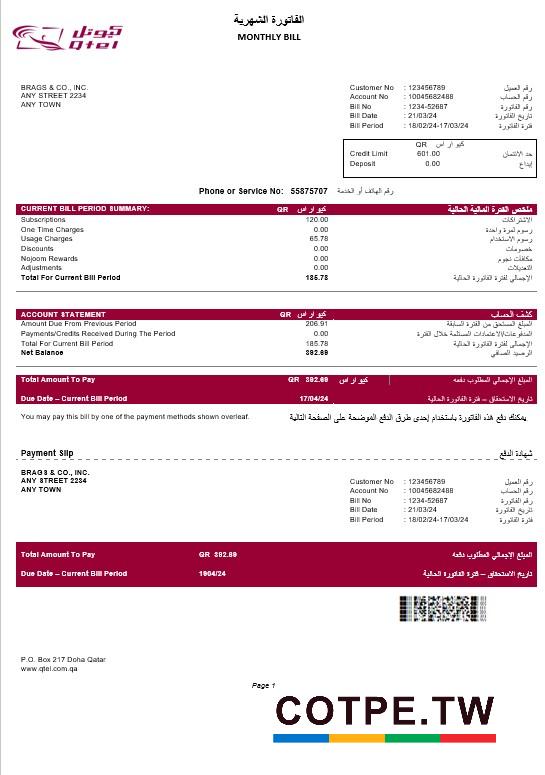 كيوتل
Qtel
الفاتورة الشهرية
MONTHLY BILL
BRAGS & CO., INC.
ANY STREET 2234
ANY TOWN
Customer No : 123456789 رقم العميل
Account No : 10045682488 رقم الحساب
Bill No : 1234-52687 رقم الفاتورة
Bill Date : 21/03/24 تاريخ الفاتورة
Bill Period : 18/02/24-17/03/24 فترة الفاتورة
QR كيو ار اس
Credit Limit 601.00 حد الائتمان
Deposit 0.00 إيداع
Phone or Service No: 55875707 رقم الهاتف أو الخدمة
CURRENT BILL PERIOD SUMMARY: QR كيو ار اس ملخص الفترة المالية الحالية
Subscriptions 120.00 الاشتراكات
One Time Charges 0.00 رسوم لمرة واحدة
Usage Charges 65.78 رسوم الاستخدام
Discounts 0.00 خصومات
Nojoom Rewards 0.00 مكافآت نجوم
Adjustments 0.00 التعديلات
Total For Current Bill Period 185.78 الإجمالي لفترة الفاتورة الحالية
ACCOUNT STATEMENT QR كيو ار اس كشف الحساب
Amount Due From Previous Period 206.91 المبلغ المستحق من الفترة السابقة
Payments/Credits Received During The Period 0.00 المدفوعات/الاعتمادات المستلمة خلال الفترة
Total For Current Bill Period 185.78 الإجمالي لفترة الفاتورة الحالية
Net Balance 392.69 الرصيد الصافي
Total Amount To Pay QR 392.69 كيو ار اس المبلغ الإجمالي المطلوب دفعه
Due Date – Current Bill Period 17/04/24 تاريخ الاستحقاق – فترة الفاتورة الحالية
You may pay this bill by one of the payment methods shown overleaf. يمكنك دفع هذه الفاتورة باستخدام إحدى طرق الدفع الموضحة على الصفحة التالية
Payment Slip شهادة الدفع
BRAGS & CO., INC.
ANY STREET 2234
ANY TOWN
Customer No : 123456789 رقم العميل
Account No : 10045682488 رقم الحساب
Bill No : 1234-52687 رقم الفاتورة
Bill Date : 21/03/24 تاريخ الفاتورة
Bill Period : 18/02/24-17/03/24 فترة الفاتورة
Total Amount To Pay QR 392.69 المبلغ الإجمالي المطلوب دفعه
Due Date – Current Bill Period 1904/24 تاريخ الاستحقاق – فترة الفاتورة الحالية
P.O. Box 217 Doha Qatar
www.qtel.com.qa
Page 1
COTPE.TW